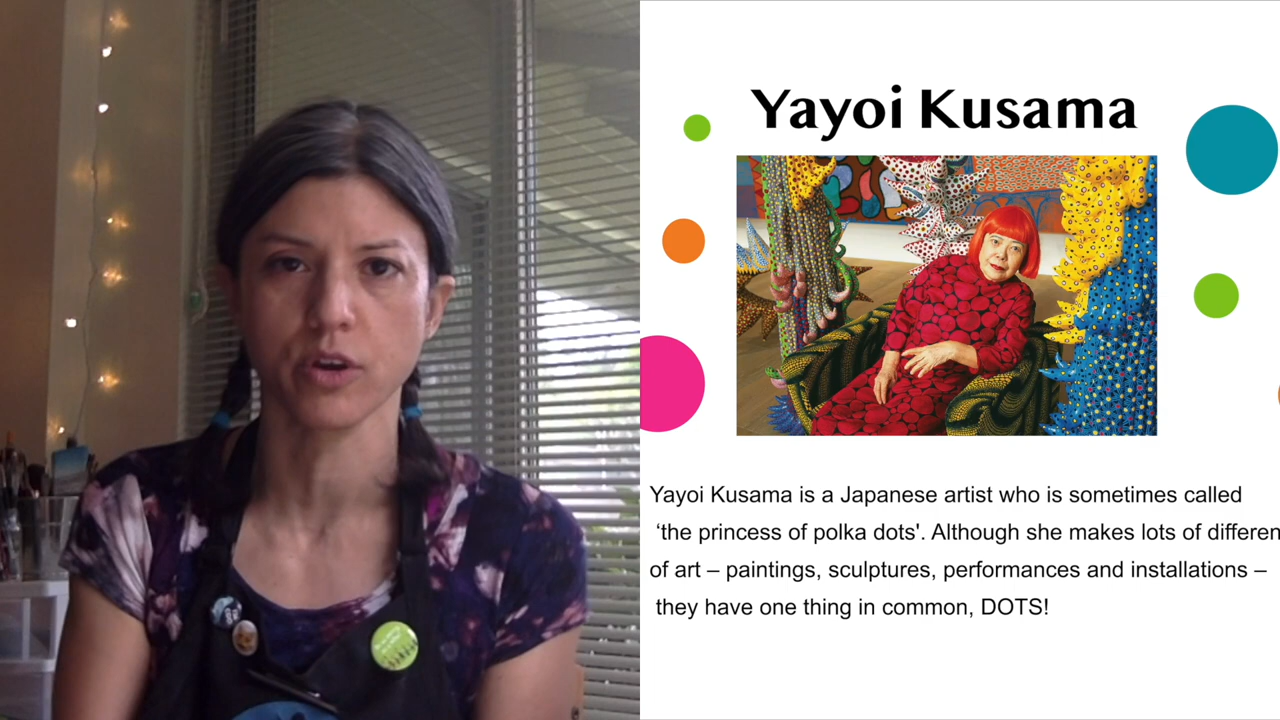 Yayoi Kusama
Yayoi Kusama is a Japanese artist who is sometimes called
‘the princess of polka dots'. Although she makes lots of differen
of art – paintings, sculptures, performances and installations –
they have one thing in common, DOTS!